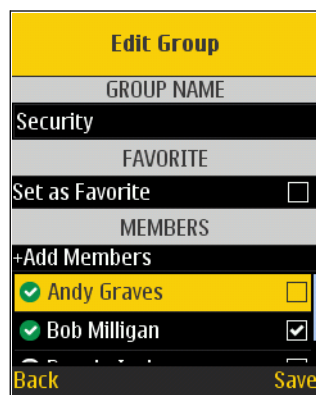 Edit Group
GROUP NAME
Security
FAVORITE
Set as Favorite
MEMBERS
+Add Members
Andy Graves
Bob Milligan
Back Save